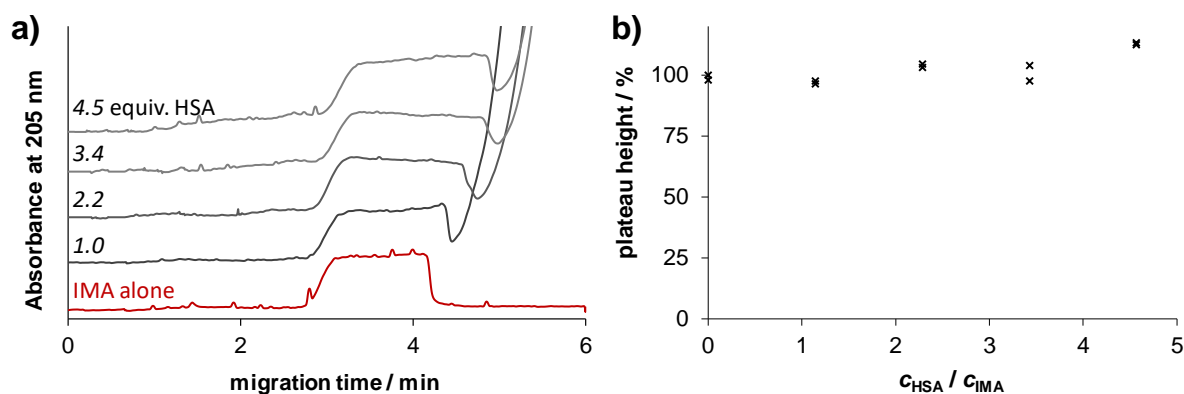 a)
Absorbance at 205 nm
4.5 equiv. HSA
3.4
2.2
1.0
IMA alone
0 2 4 6
migration time / min
b)
plateau height / %
100
75
50
25
0
0 1 2 3 4 5
cHSA / cIMA